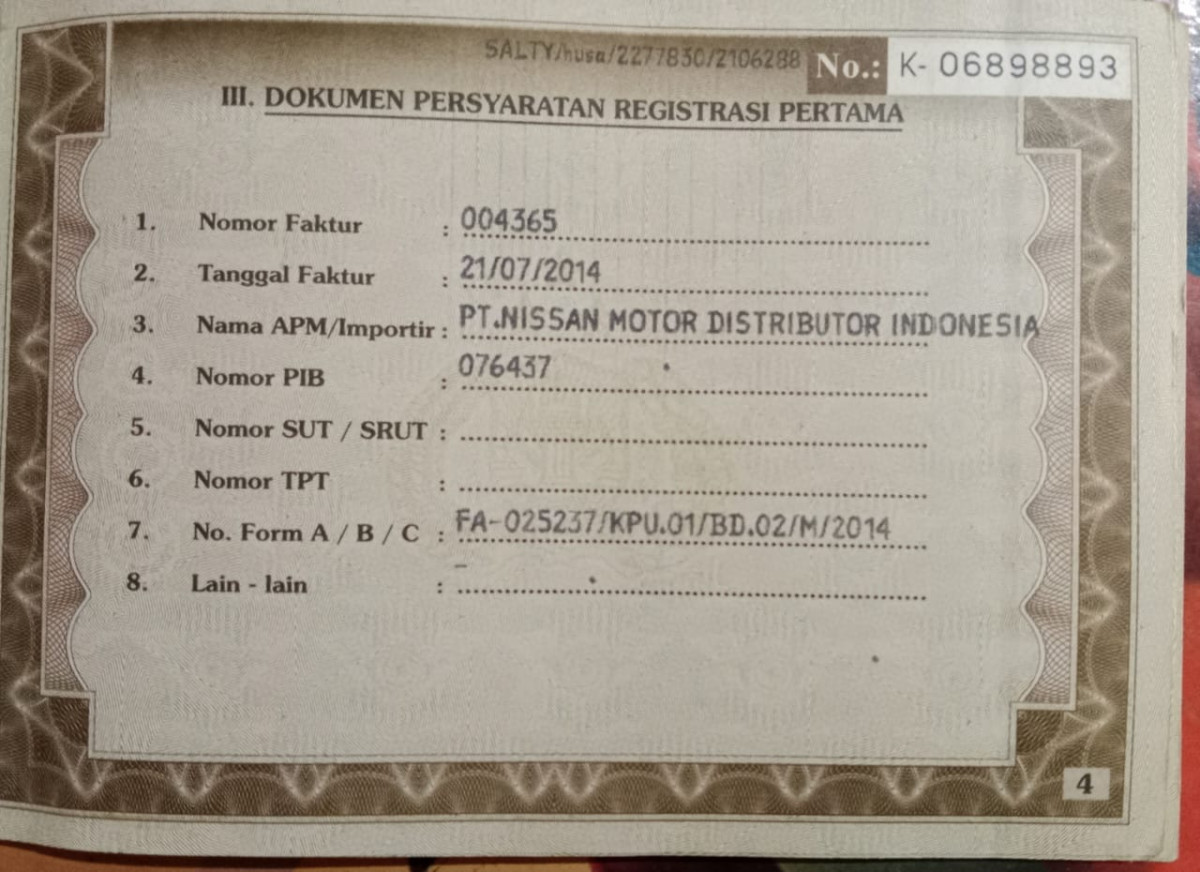 SALTY/husa/2277830/2106288 No.: K- 06898893
III. DOKUMEN PERSYARATAN REGISTRASI PERTAMA
1. Nomor Faktur : 004365
2. Tanggal Faktur : 21/07/2014
3. Nama APM/Importir : PT.NISSAN MOTOR DISTRIBUTOR INDONESIA
4. Nomor PIB : 076437
5. Nomor SUT / SRUT :
6. Nomor TPT :
7. No. Form A / B / C : FA-025237/KPU.01/BD.02/M/2014
8. Lain - lain : -
4